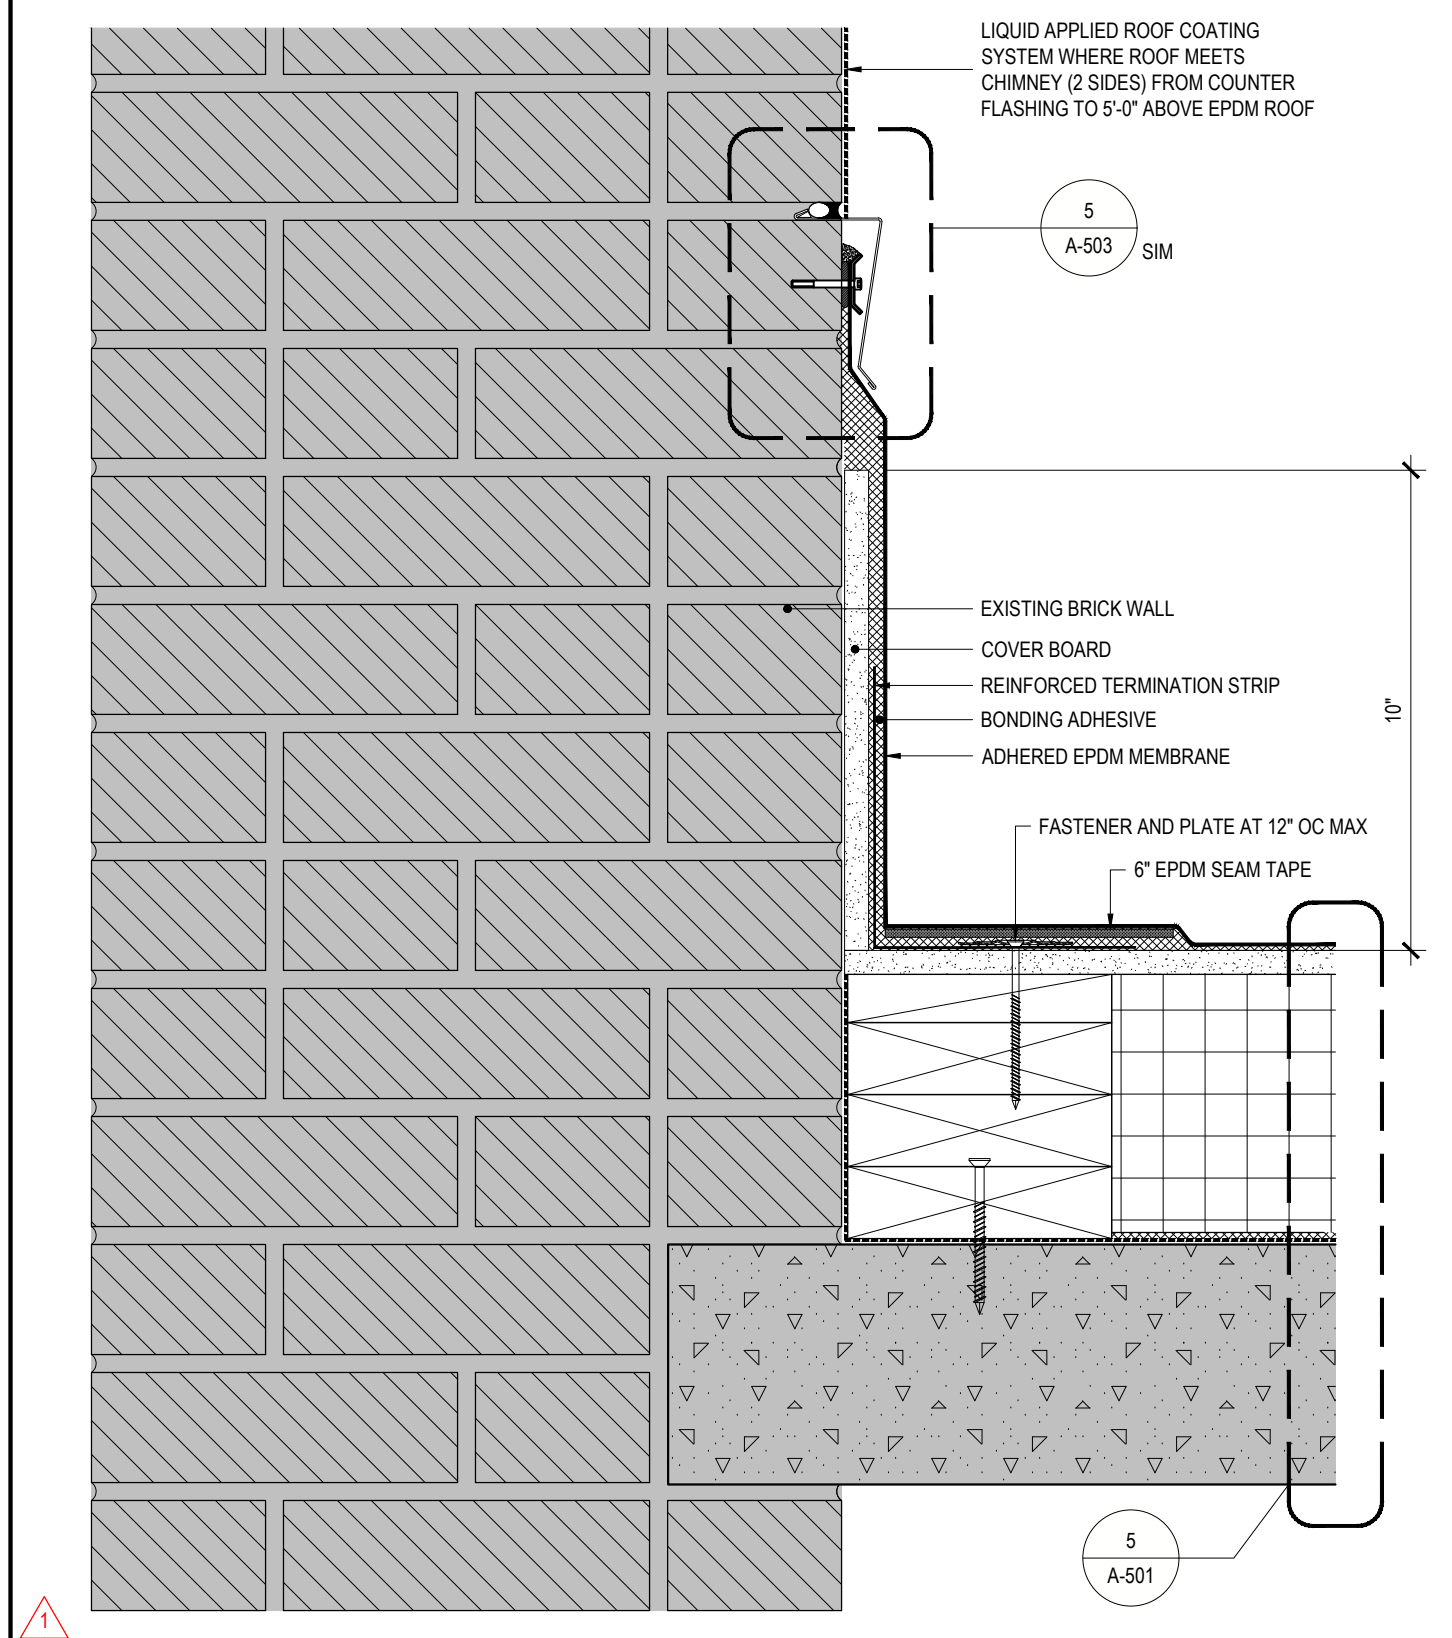 LIQUID APPLIED ROOF COATING
SYSTEM WHERE ROOF MEETS
CHIMNEY (2 SIDES) FROM COUNTER
FLASHING TO 5'-0" ABOVE EPDM ROOF
5
A-503
SIM
EXISTING BRICK WALL
COVER BOARD
REINFORCED TERMINATION STRIP
BONDING ADHESIVE
ADHERED EPDM MEMBRANE
10"
FASTENER AND PLATE AT 12" OC MAX
6" EPDM SEAM TAPE
5
A-501
1